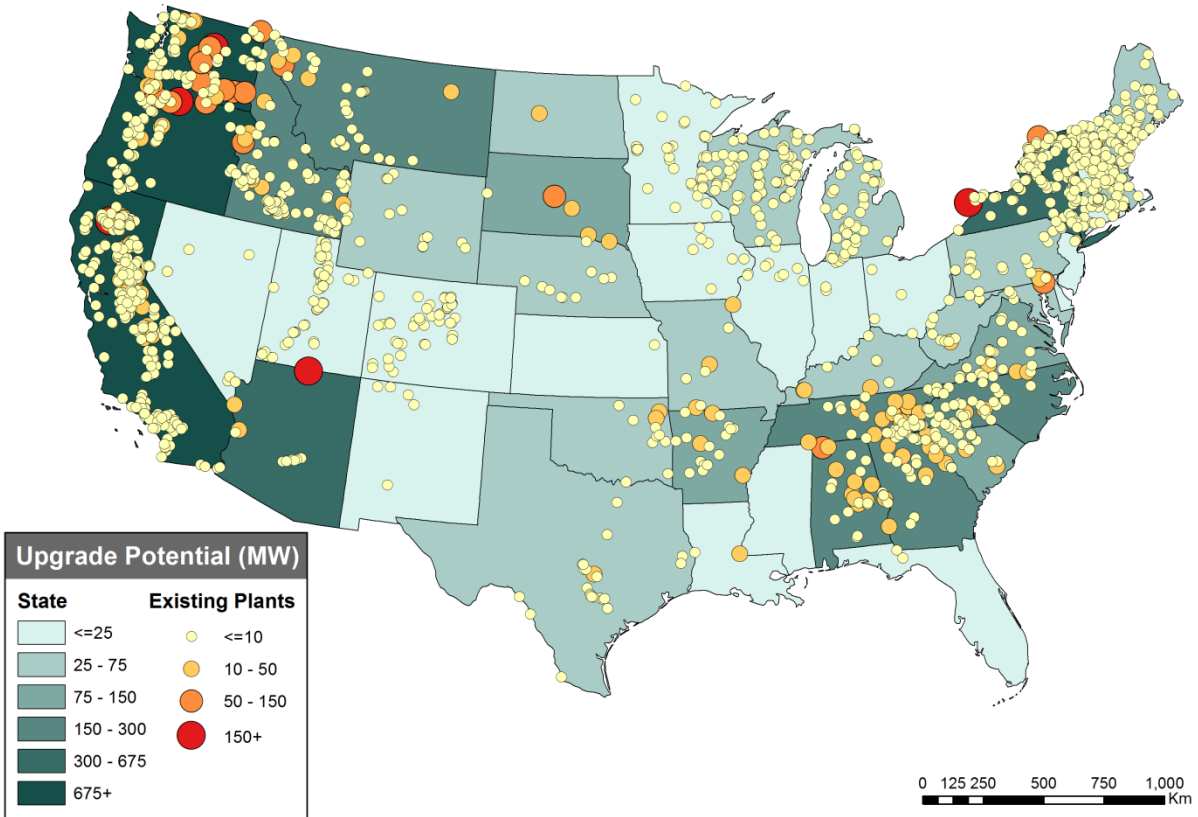 Upgrade Potential (MW)
State Existing Plants
<=25 <=10
25 - 75 10 - 50
75 - 150 50 - 150
150 - 300 150+
300 - 675
675+
0 125 250 500 750 1,000
Km